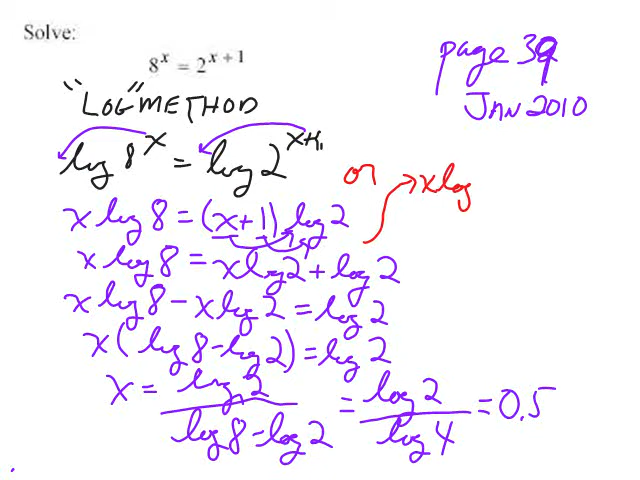 Solve:
8^x = 2^{x + 1}
page 39
JAN 2010
"LOG" METHOD
log 8^x = log 2^{x+1}
or → x log
x log 8 = (x + 1) log 2
x log 8 = x log 2 + log 2
x log 8 - x log 2 = log 2
x ( log 8 - log 2 ) = log 2
x = log 2 / (log 8 - log 2) = log 2 / log 4 = 0.5